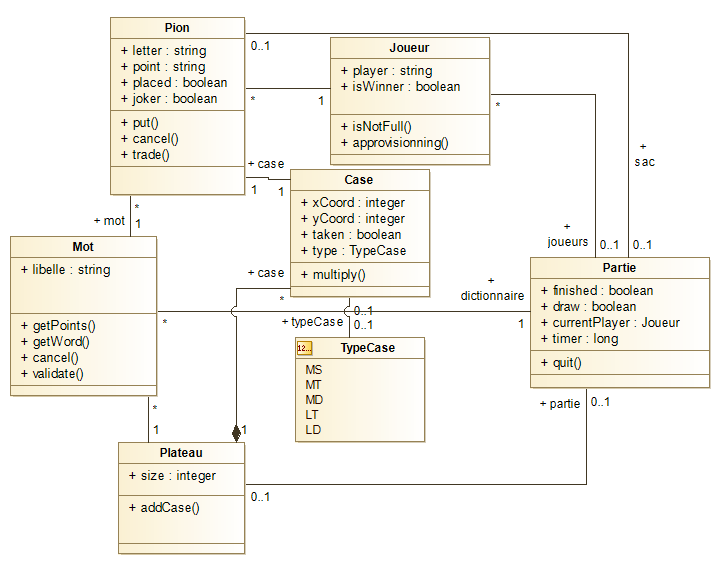 Pion
+ letter : string
+ point : string
+ placed : boolean
+ joker : boolean
+ put()
+ cancel()
+ trade()
0..1
*
1
Joueur
+ player : string
+ isWinner : boolean
+ isNotFull()
+ approvisionning()
*
+
sac
+ case
1
1
Case
+ xCoord : integer
+ yCoord : integer
+ taken : boolean
+ type : TypeCase
+ multiply()
*
+ mot
1
+
joueurs
0..1
0..1
Mot
+ libelle : string
+ getPoints()
+ getWord()
+ cancel()
+ validate()
+ case
*
+
dictionnaire
Partie
+ finished : boolean
+ draw : boolean
+ currentPlayer : Joueur
+ timer : long
+ quit()
*
+ typeCase
0..1
0..1
1
12...
TypeCase
MS
MT
MD
LT
LD
*
1
1
+ partie
0..1
Plateau
+ size : integer
+ addCase()
0..1